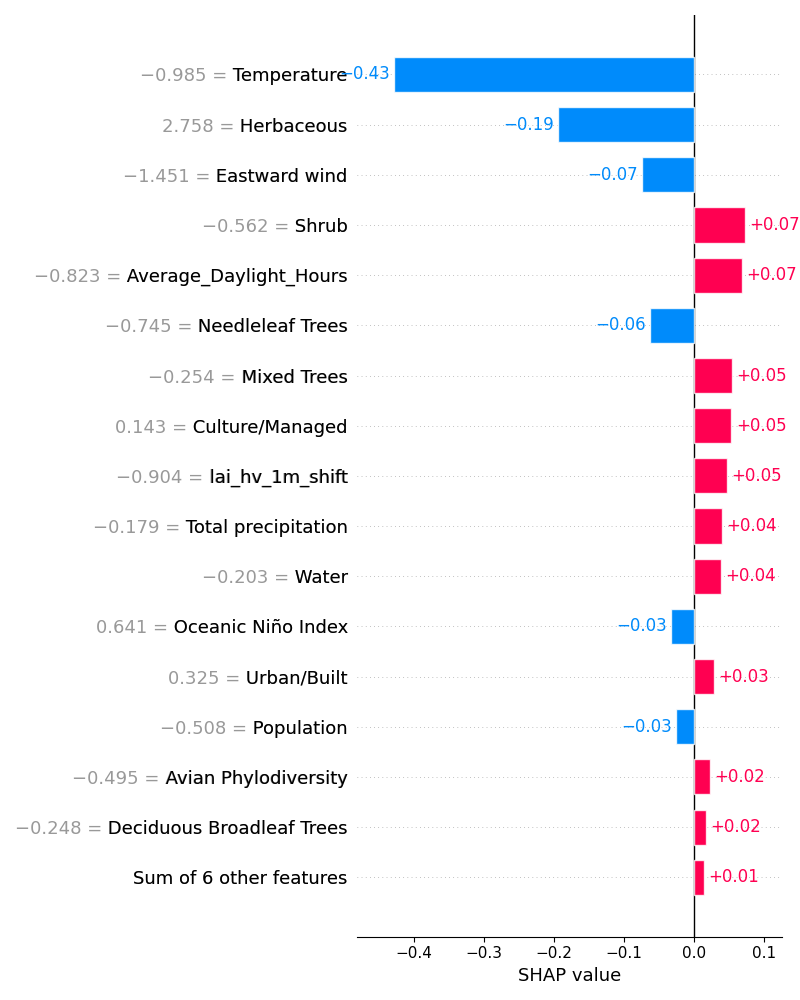 −0.985 = Temperature −0.43
2.758 = Herbaceous −0.19
−1.451 = Eastward wind −0.07
−0.562 = Shrub +0.07
−0.823 = Average_Daylight_Hours +0.07
−0.745 = Needleleaf Trees −0.06
−0.254 = Mixed Trees +0.05
0.143 = Culture/Managed +0.05
−0.904 = lai_hv_1m_shift +0.05
−0.179 = Total precipitation +0.04
−0.203 = Water +0.04
0.641 = Oceanic Niño Index −0.03
0.325 = Urban/Built +0.03
−0.508 = Population −0.03
−0.495 = Avian Phylodiversity +0.02
−0.248 = Deciduous Broadleaf Trees +0.02
Sum of 6 other features +0.01
−0.4 −0.3 −0.2 −0.1 0.0 0.1
SHAP value